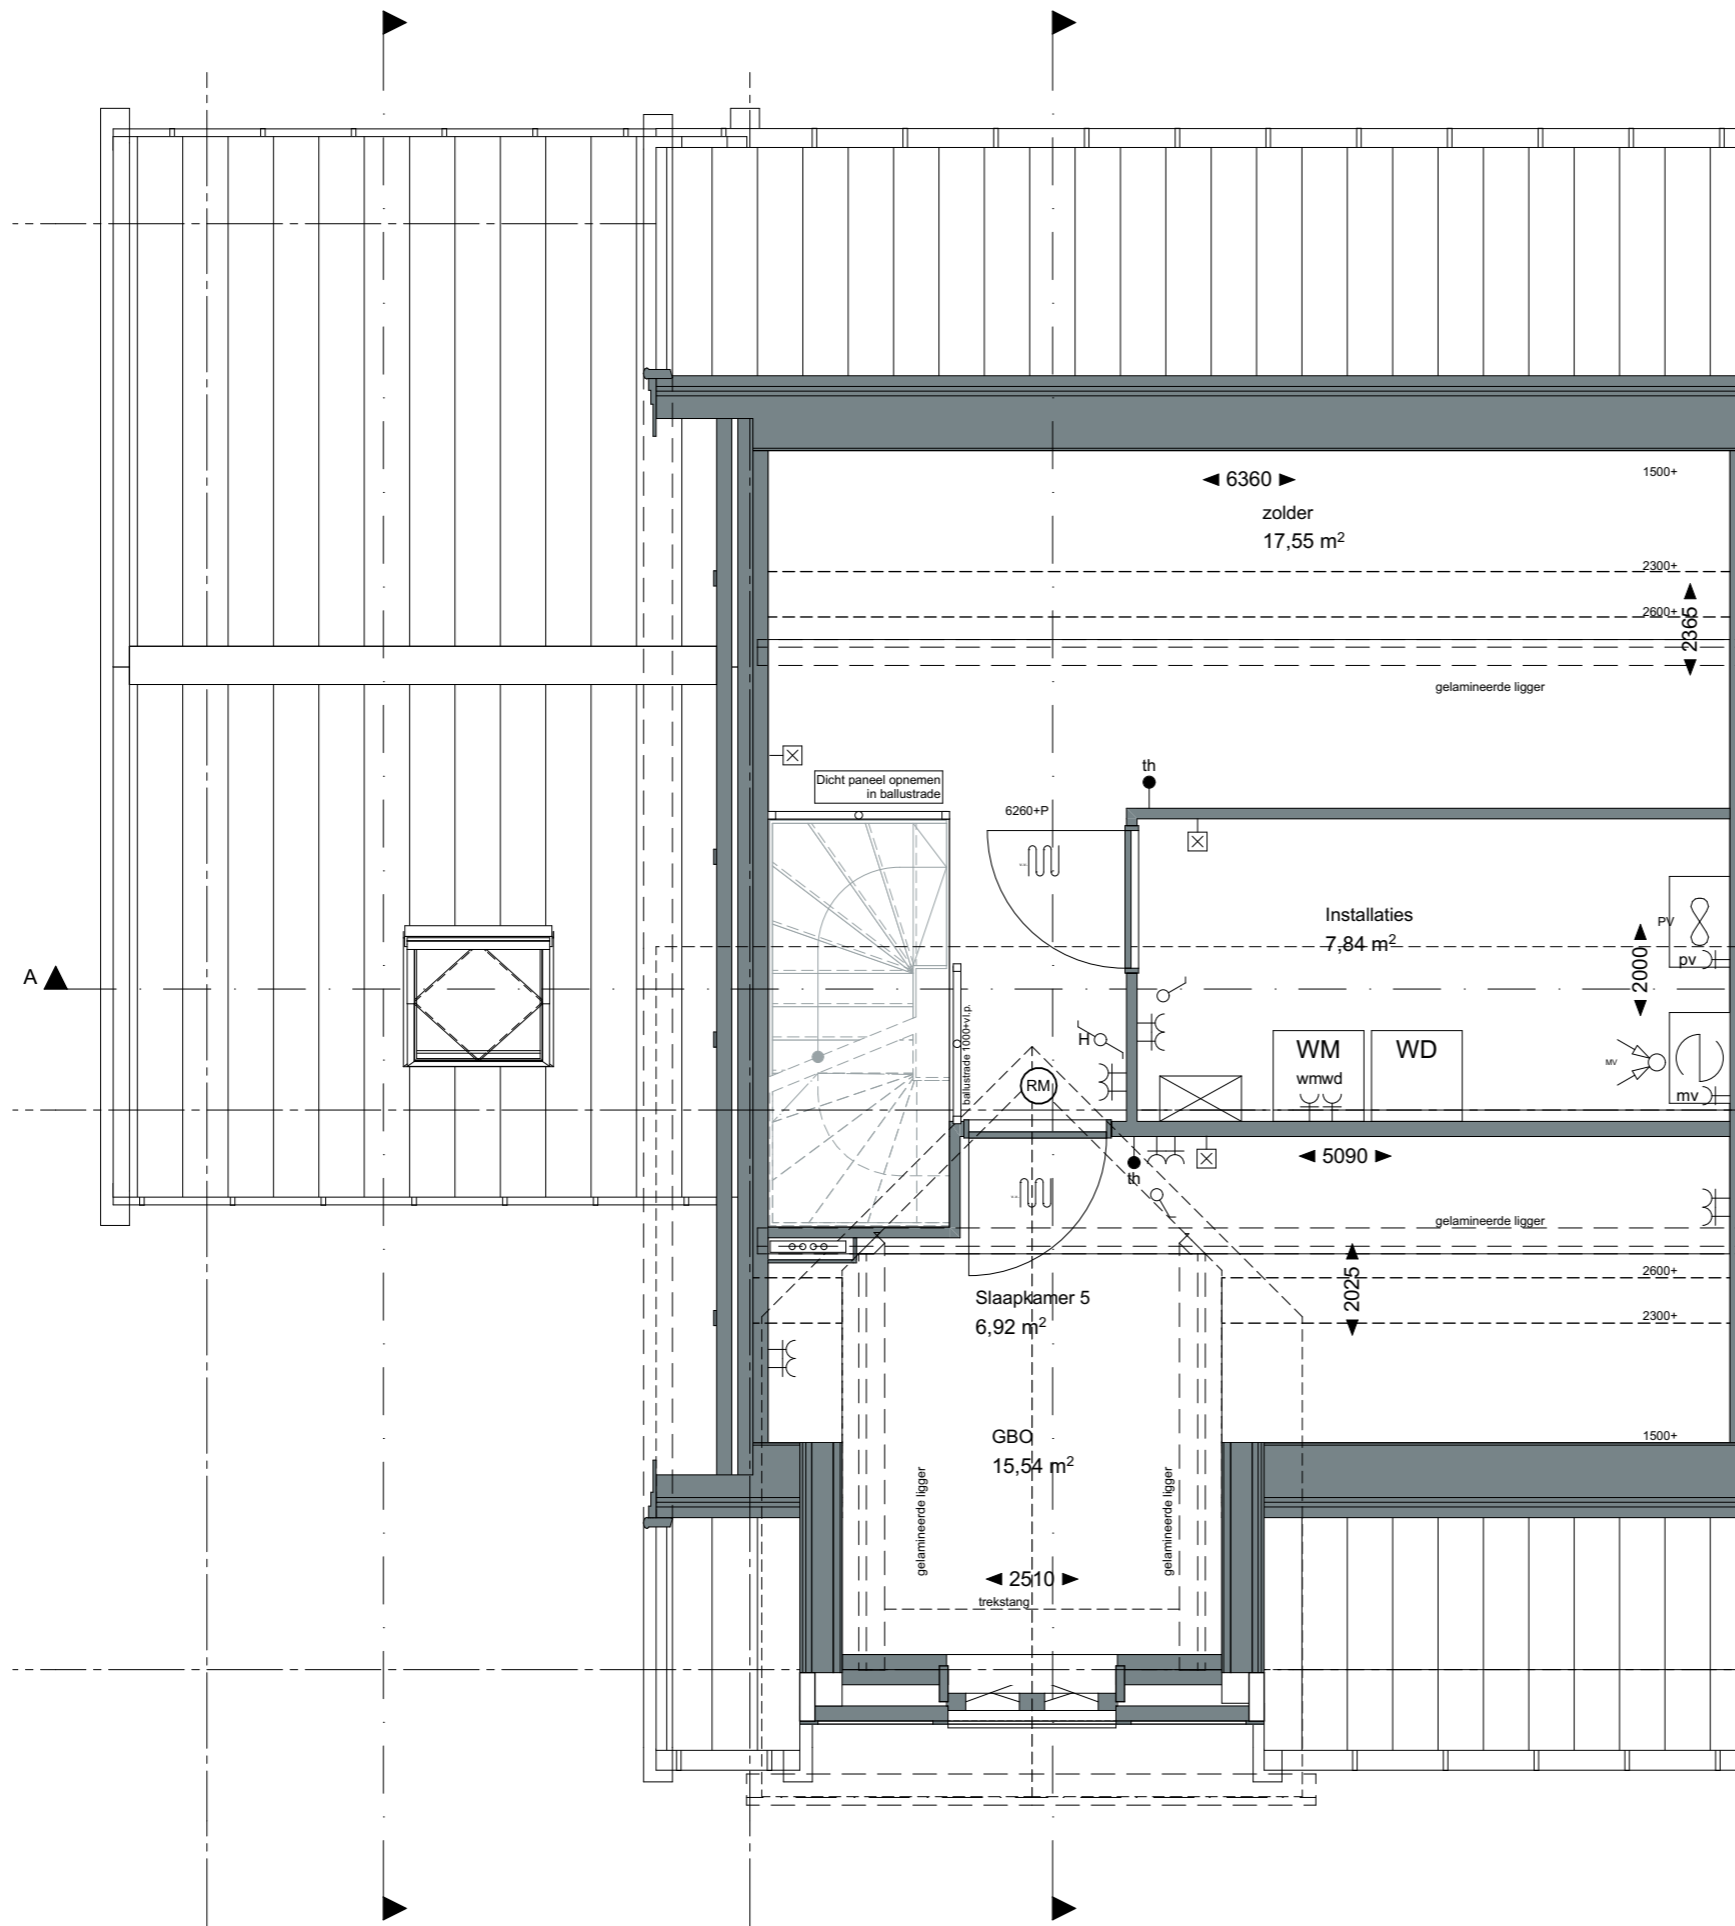 1500+
6360
zolder
17,55 m²
2300+
2600+
2365
gelamineerde ligger
th
Dicht paneel opnemen
in ballustrade
6260+P
Installaties
7,84 m²
PV
pv
2000
A
ballustrade 1000+vl.p.
H
WM
WD
wmwd
MV
mv
RM
5090
th
gelamineerde ligger
2600+
2025
Slaapkamer 5
6,92 m²
2300+
GBO
15,54 m²
1500+
gelamineerde ligger
gelamineerde ligger
2510
trekstang